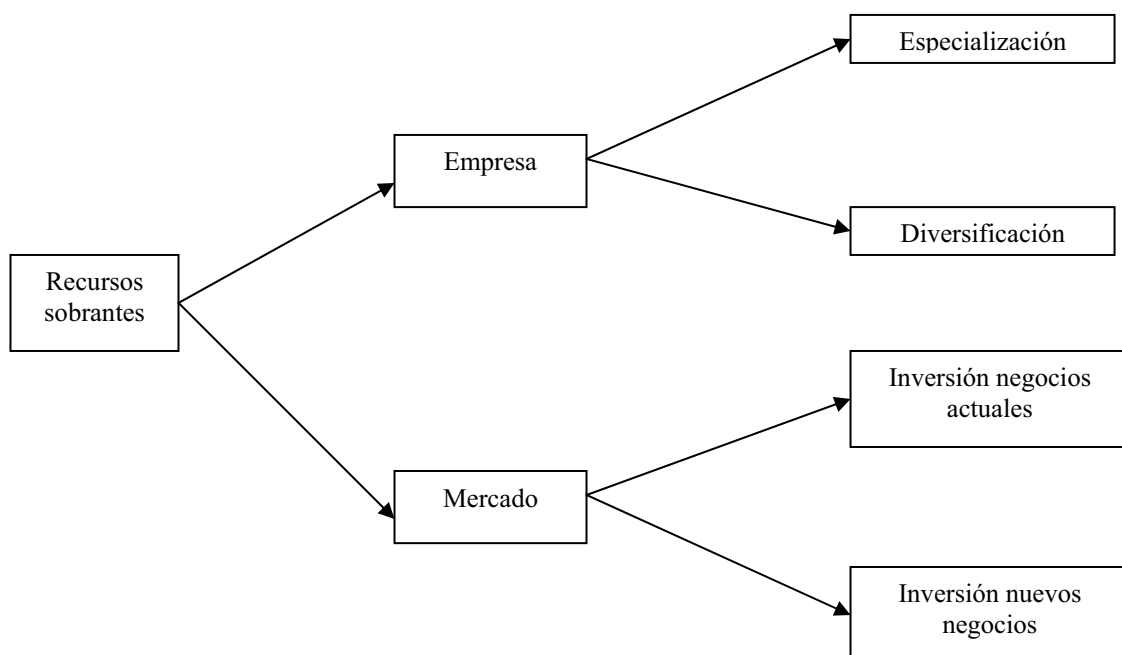 Especialización
Empresa
Diversificación
Recursos
sobrantes
Inversión negocios
actuales
Mercado
Inversión nuevos
negocios